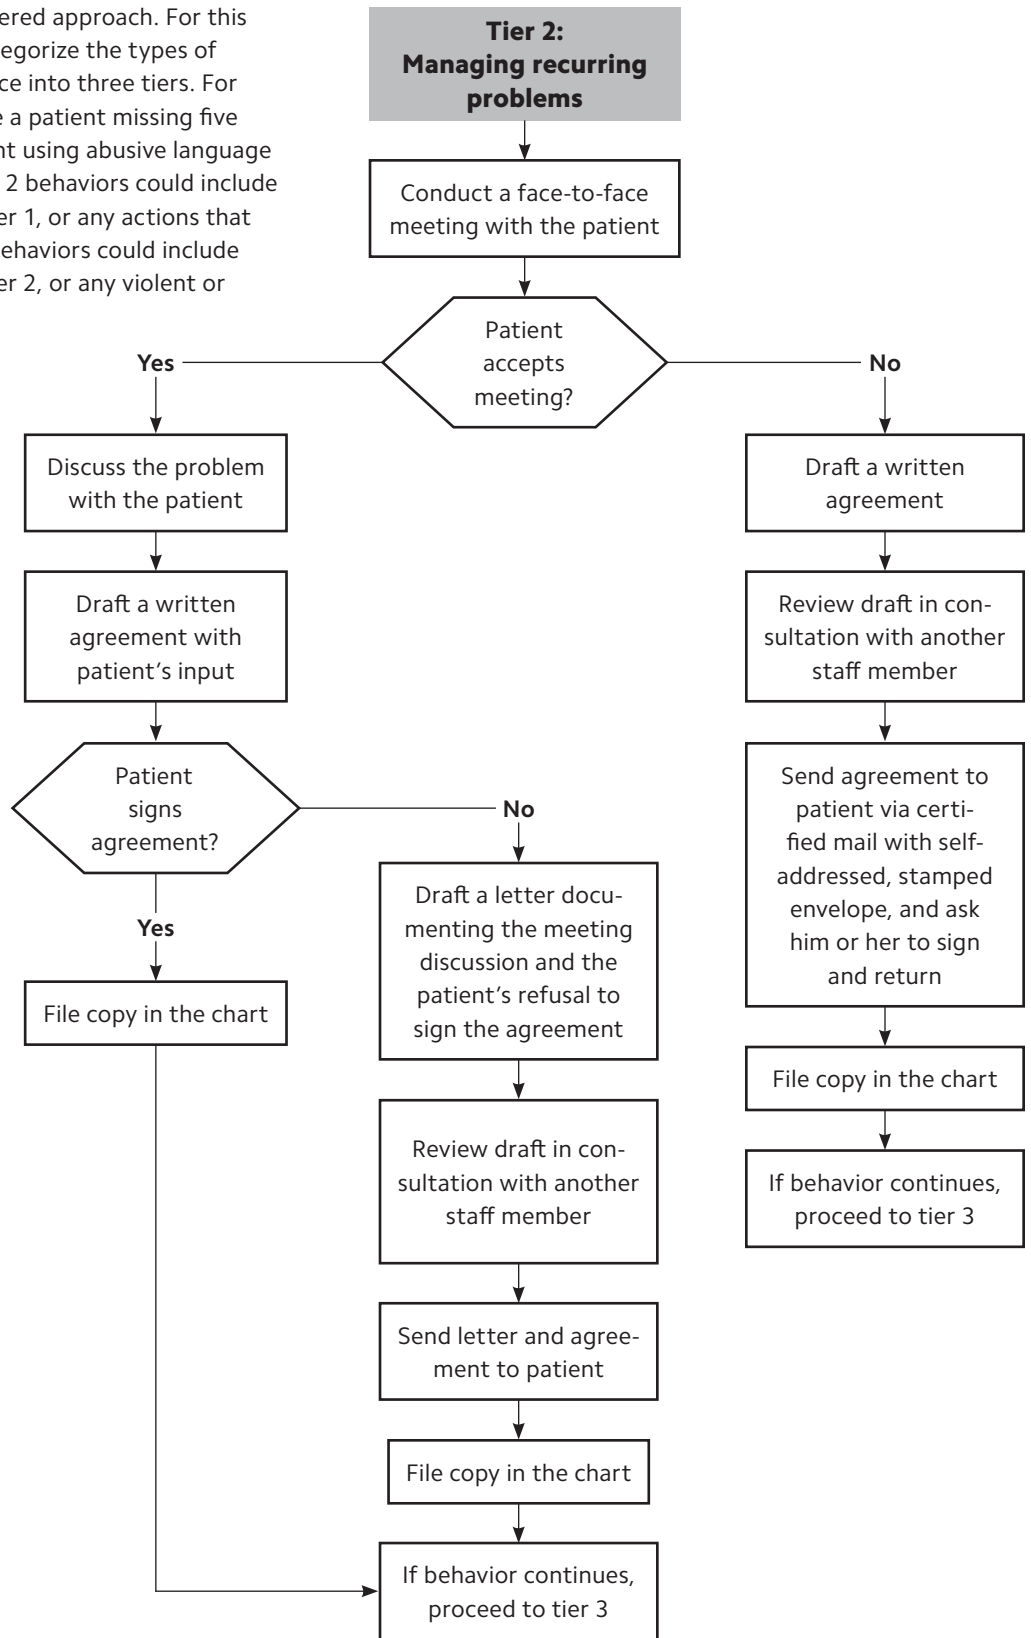 ered approach. For this
egorize the types of
ce into three tiers. For
e a patient missing five
nt using abusive language
2 behaviors could include
er 1, or any actions that
ehaviors could include
er 2, or any violent or
Tier 2:
Managing recurring
problems
Conduct a face-to-face
meeting with the patient
Patient
accepts
meeting?
Yes
No
Discuss the problem
with the patient
Draft a written
agreement with
patient's input
Patient
signs
agreement?
Yes
File copy in the chart
No
Draft a letter docu-
menting the meeting
discussion and the
patient's refusal to
sign the agreement
Review draft in con-
sultation with another
staff member
Send letter and agree-
ment to patient
File copy in the chart
If behavior continues,
proceed to tier 3
Draft a written
agreement
Review draft in con-
sultation with another
staff member
Send agreement to
patient via certi-
fied mail with self-
addressed, stamped
envelope, and ask
him or her to sign
and return
File copy in the chart
If behavior continues,
proceed to tier 3